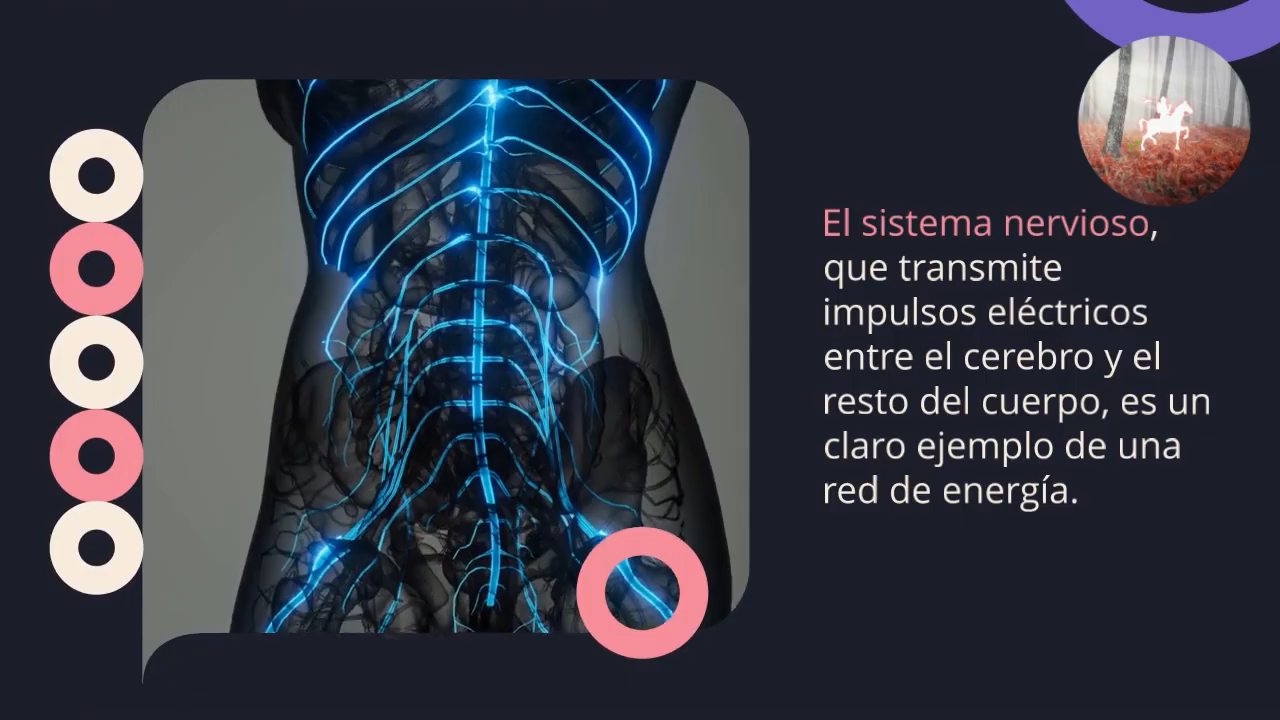 El sistema nervioso,
que transmite
impulsos eléctricos
entre el cerebro y el
resto del cuerpo, es un
claro ejemplo de una
red de energía.